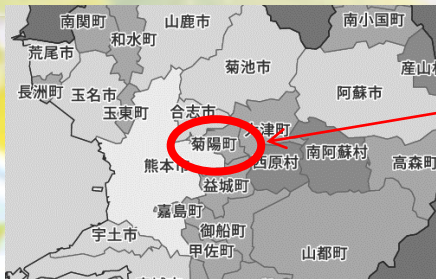 南関町
山鹿市
南小国町
荒尾市
和水町
菊池市
産山村
長洲町
玉名市
玉東町
合志市
阿蘇市
大津町
菊陽町
熊本市
西原村
南阿蘇村
高森町
益城町
嘉島町
御船町
宇土市
甲佐町
山都町